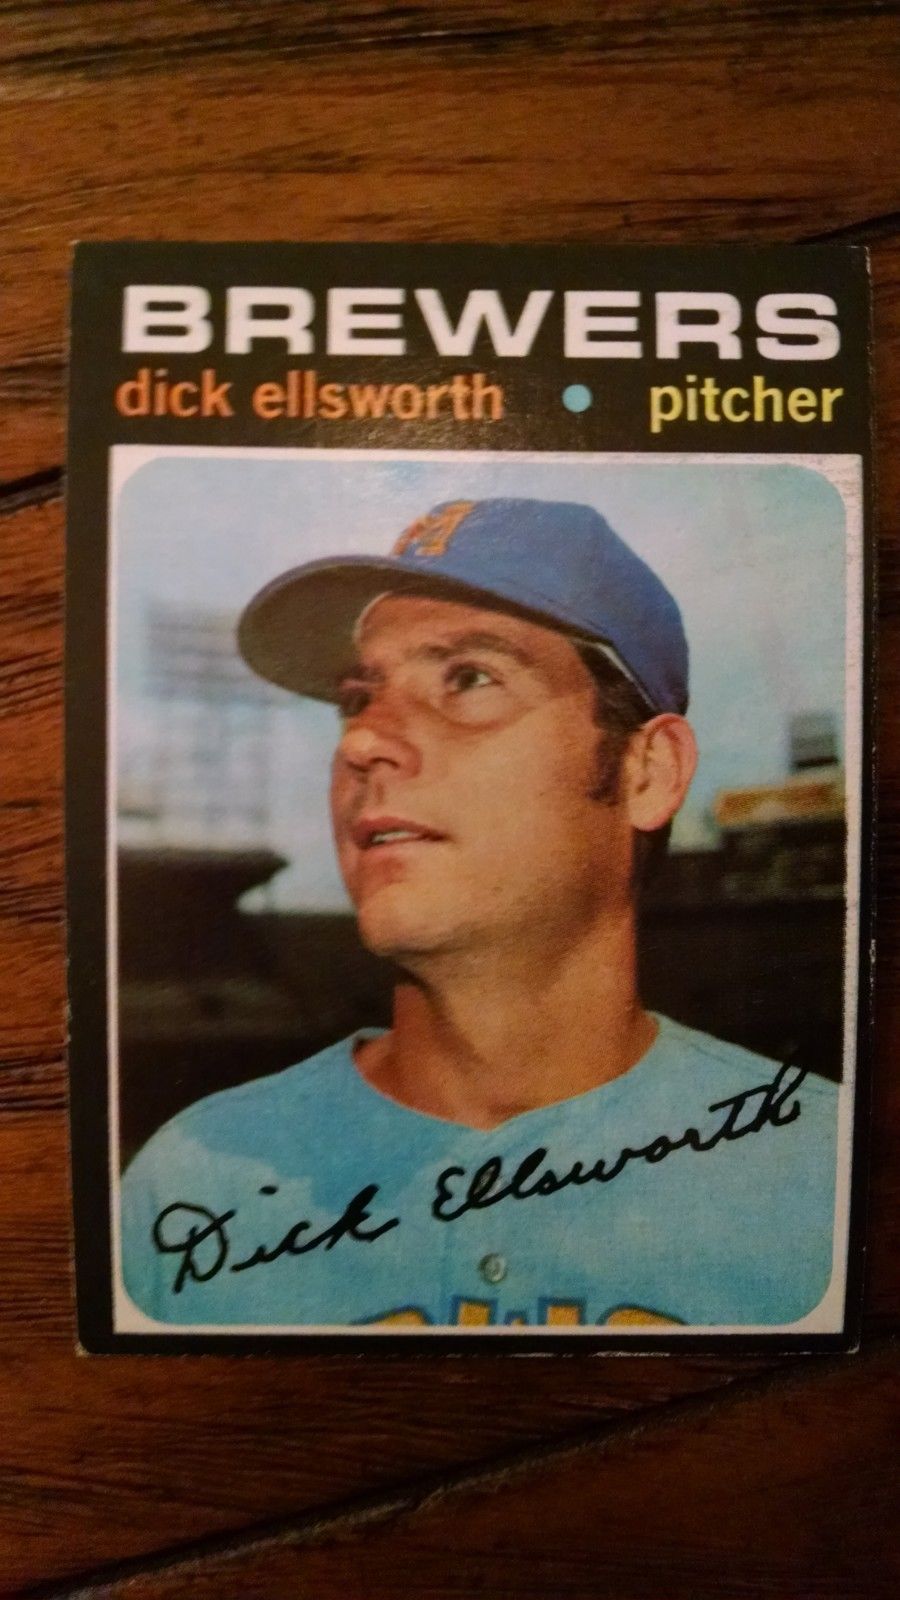 BREWERS
dick ellsworth • pitcher
M
Dick Ellsworth